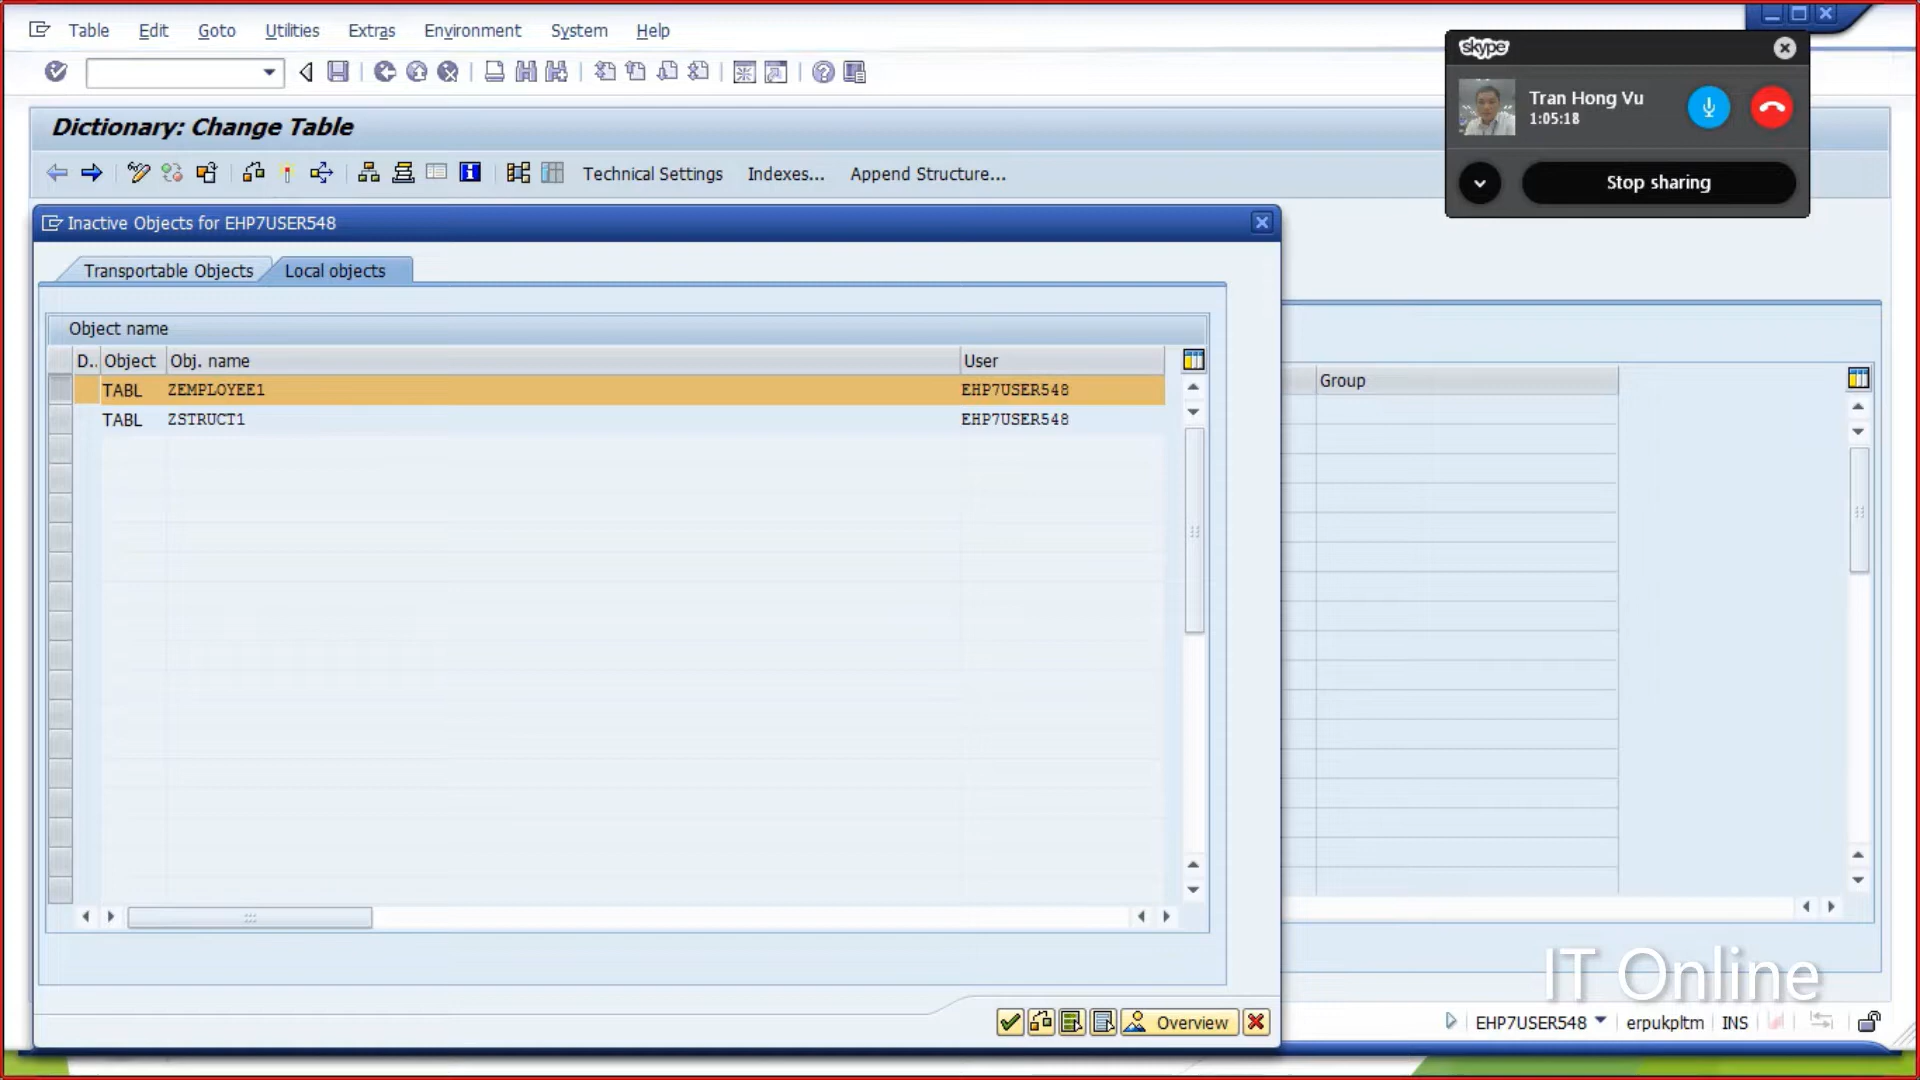 Table Edit Goto Utilities Extras Environment System Help
skype
Tran Hong Vu
1:05:18
Stop sharing
Dictionary: Change Table
Technical Settings Indexes... Append Structure...
Inactive Objects for EHP7USER548
Transportable Objects Local objects
Object name
D.. Object Obj. name User
Group
TABL ZEMPLOYEE1 EHP7USER548
TABL ZSTRUCT1 EHP7USER548
IT Online
Overview
EHP7USER548 erpukpltm INS